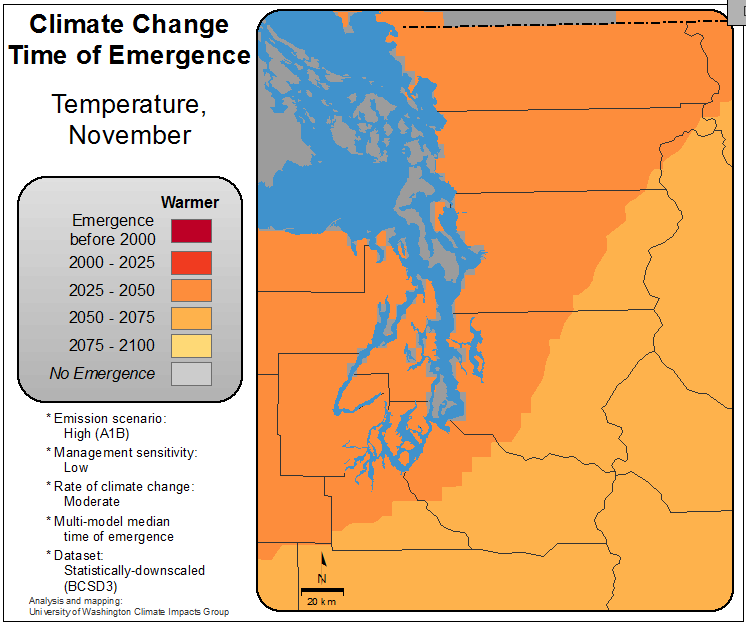 Climate Change
Time of Emergence
Temperature,
November
Warmer
Emergence
before 2000
2000 - 2025
2025 - 2050
2050 - 2075
2075 - 2100
No Emergence
* Emission scenario:
High (A1B)
* Management sensitivity:
Low
* Rate of climate change:
Moderate
* Multi-model median
time of emergence
* Dataset:
Statistically-downscaled
(BCSD3)
Analysis and mapping:
University of Washington Climate Impacts Group
N
20 km